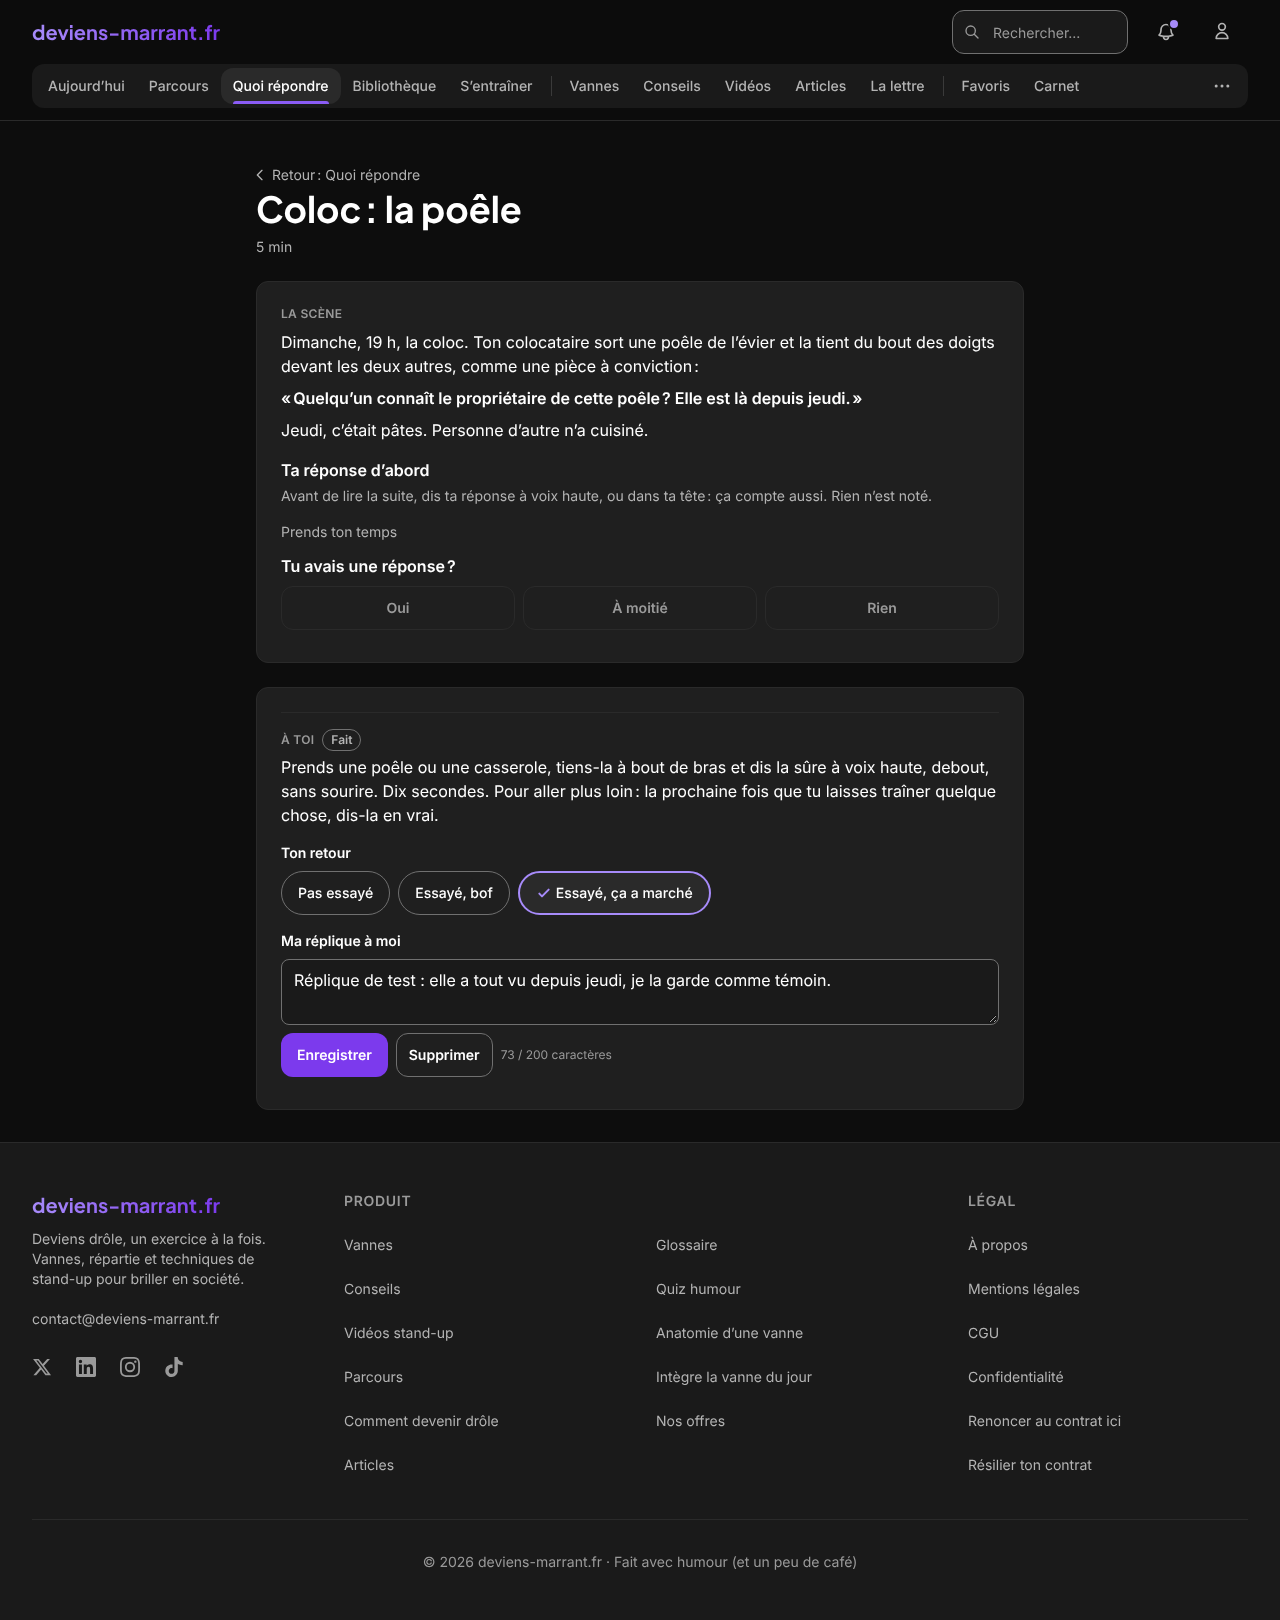 deviens-marrant.fr
Rechercher...
Aujourd’hui Parcours Quoi répondre Bibliothèque S’entraîner Vannes Conseils Vidéos Articles La lettre Favoris Carnet
Retour : Quoi répondre
Coloc : la poêle
5 min
LA SCÈNE
Dimanche, 19 h, la coloc. Ton colocataire sort une poêle de l’évier et la tient du bout des doigts
devant les deux autres, comme une pièce à conviction :
« Quelqu’un connaît le propriétaire de cette poêle ? Elle est là depuis jeudi. »
Jeudi, c’était pâtes. Personne d’autre n’a cuisiné.
Ta réponse d’abord
Avant de lire la suite, dis ta réponse à voix haute, ou dans ta tête : ça compte aussi. Rien n’est noté.
Prends ton temps
Tu avais une réponse ?
Oui À moitié Rien
À TOI Fait
Prends une poêle ou une casserole, tiens-la à bout de bras et dis la sûre à voix haute, debout,
sans sourire. Dix secondes. Pour aller plus loin : la prochaine fois que tu laisses traîner quelque
chose, dis-la en vrai.
Ton retour
Pas essayé Essayé, bof Essayé, ça a marché
Ma réplique à moi
Réplique de test : elle a tout vu depuis jeudi, je la garde comme témoin.
Enregistrer Supprimer 73 / 200 caractères
deviens-marrant.fr
Deviens drôle, un exercice à la fois.
Vannes, répartie et techniques de
stand-up pour briller en société.
contact@deviens-marrant.fr
PRODUIT
Vannes
Conseils
Vidéos stand-up
Parcours
Comment devenir drôle
Articles
Glossaire
Quiz humour
Anatomie d’une vanne
Intègre la vanne du jour
Nos offres
LÉGAL
À propos
Mentions légales
CGU
Confidentialité
Renoncer au contrat ici
Résilier ton contrat
© 2026 deviens-marrant.fr · Fait avec humour (et un peu de café)